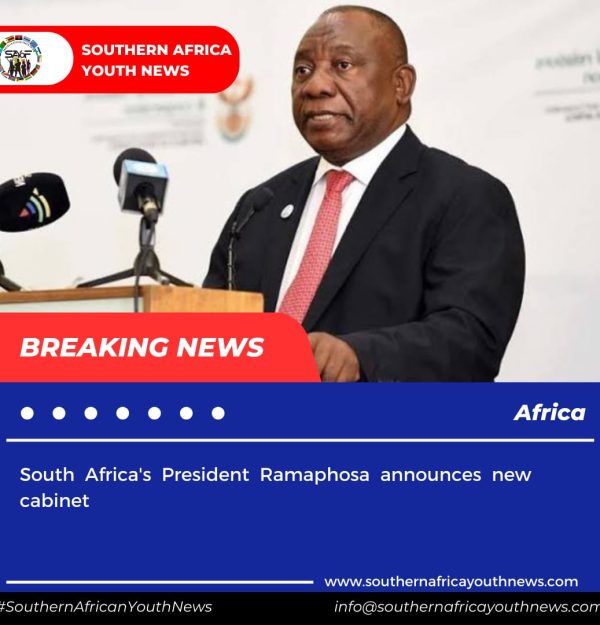 SOUTHERN AFRICA
YOUTH NEWS
BREAKING NEWS
Africa
South Africa's President Ramaphosa announces new
cabinet
www.southernafricayouthnews.com
#SouthernAfricanYouthNews
info@southernafricayouthnews.com